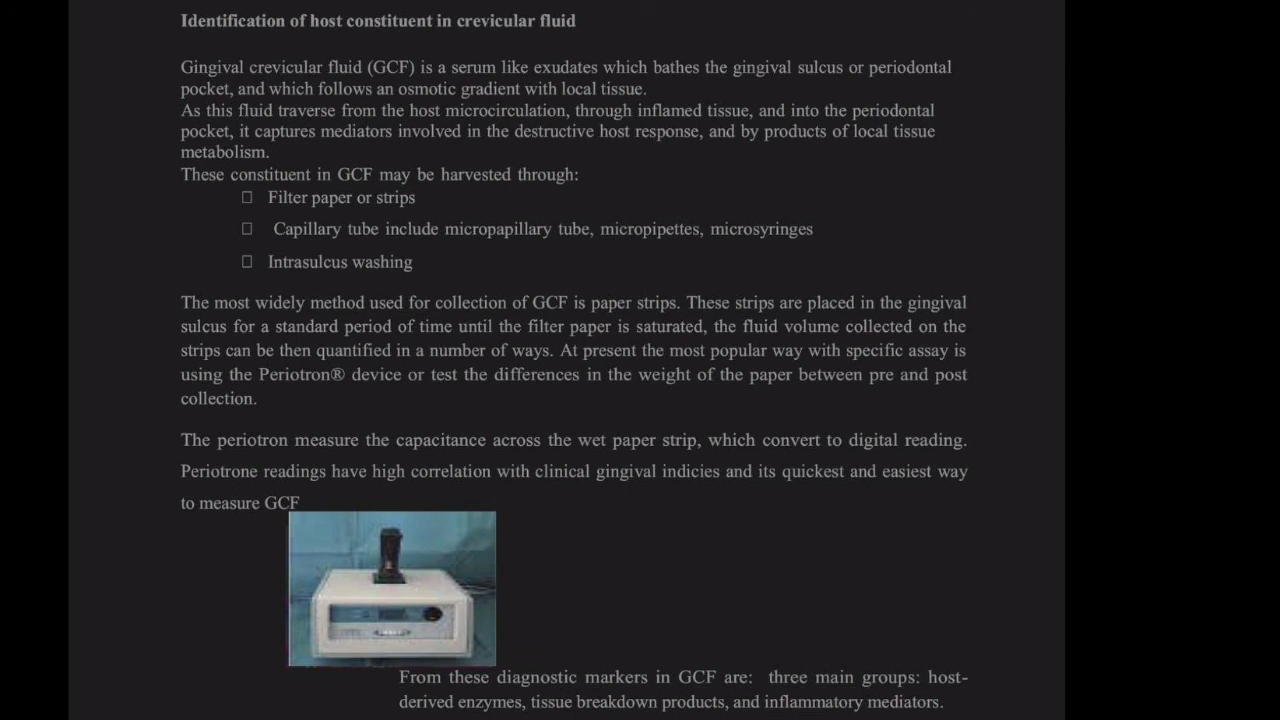 Identification of host constituent in crevicular fluid
Gingival crevicular fluid (GCF) is a serum like exudates which bathes the gingival sulcus or periodontal
pocket, and which follows an osmotic gradient with local tissue.
As this fluid traverse from the host microcirculation, through inflamed tissue, and into the periodontal
pocket, it captures mediators involved in the destructive host response, and by products of local tissue
metabolism.
These constituent in GCF may be harvested through:
Filter paper or strips
Capillary tube include micropapillary tube, micropipettes, microsyringes
Intrasulcus washing
The most widely method used for collection of GCF is paper strips. These strips are placed in the gingival
sulcus for a standard period of time until the filter paper is saturated, the fluid volume collected on the
strips can be then quantified in a number of ways. At present the most popular way with specific assay is
using the Periotron® device or test the differences in the weight of the paper between pre and post
collection.
The periotron measure the capacitance across the wet paper strip, which convert to digital reading.
Periotrone readings have high correlation with clinical gingival indicies and its quickest and easiest way
to measure GCF
From these diagnostic markers in GCF are: three main groups: host-
derived enzymes, tissue breakdown products, and inflammatory mediators.